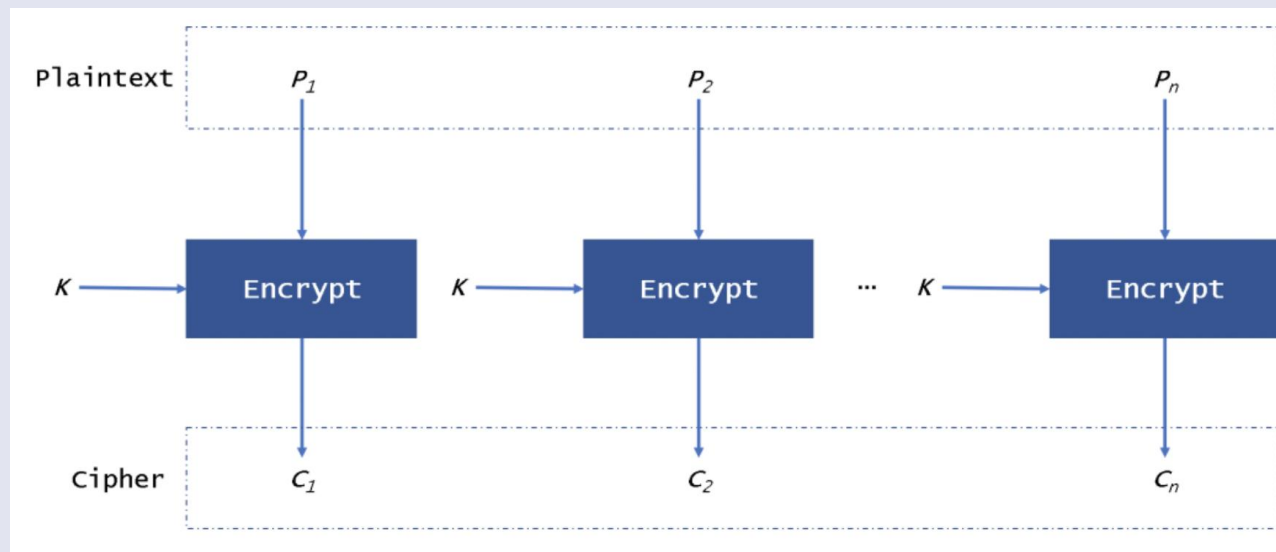 Plaintext P1 P2 Pn
K Encrypt K Encrypt ... K Encrypt
Cipher C1 C2 Cn